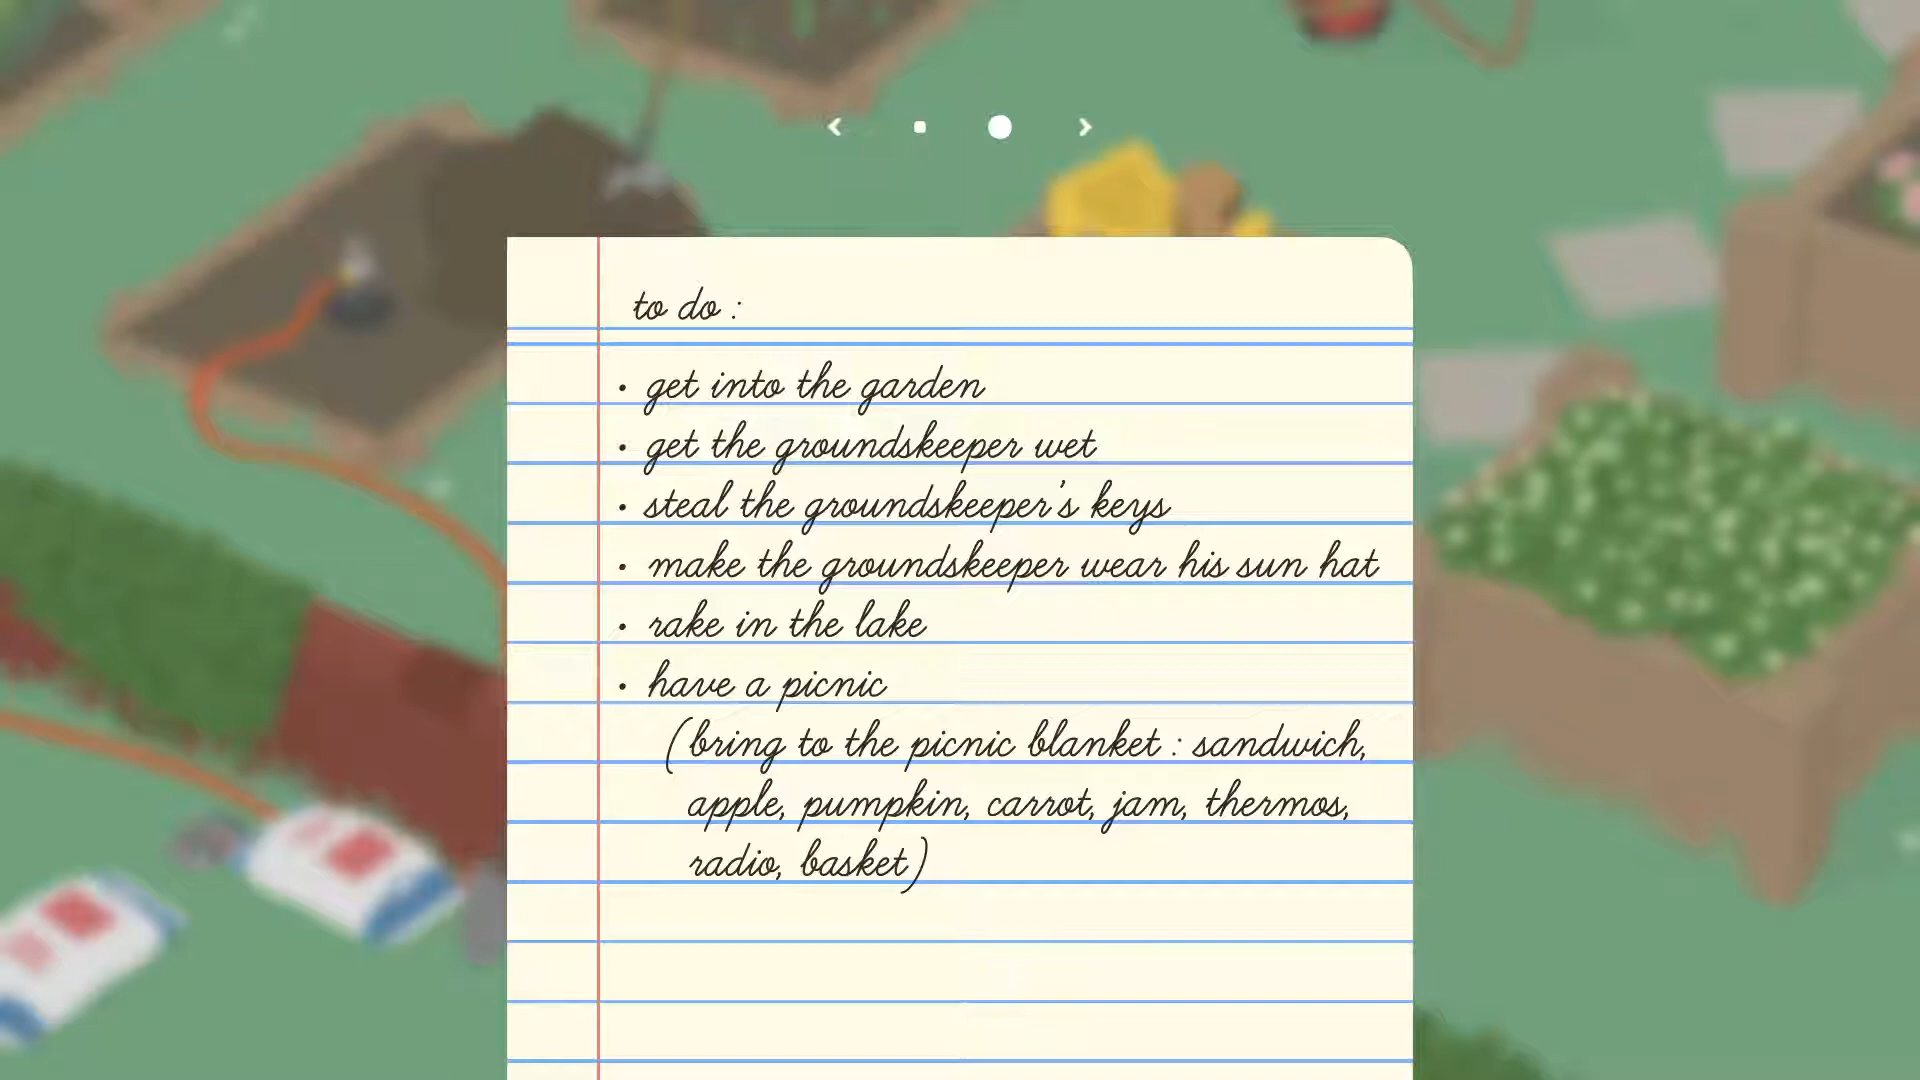 to do :
• get into the garden
• get the groundskeeper wet
• steal the groundskeeper's keys
• make the groundskeeper wear his sun hat
• rake in the lake
• have a picnic
(bring to the picnic blanket : sandwich,
apple, pumpkin, carrot, jam, thermos,
radio, basket)